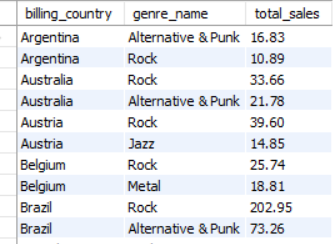 billing_country genre_name total_sales
Argentina Alternative & Punk 16.83
Argentina Rock 10.89
Australia Rock 33.66
Australia Alternative & Punk 21.78
Austria Rock 39.60
Austria Jazz 14.85
Belgium Rock 25.74
Belgium Metal 18.81
Brazil Rock 202.95
Brazil Alternative & Punk 73.26